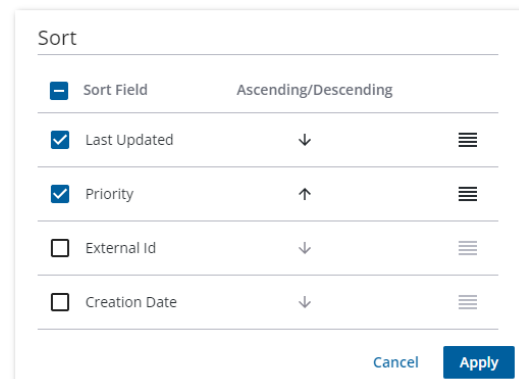 Sort
Sort Field Ascending/Descending
Last Updated
Priority
External Id
Creation Date
Cancel Apply